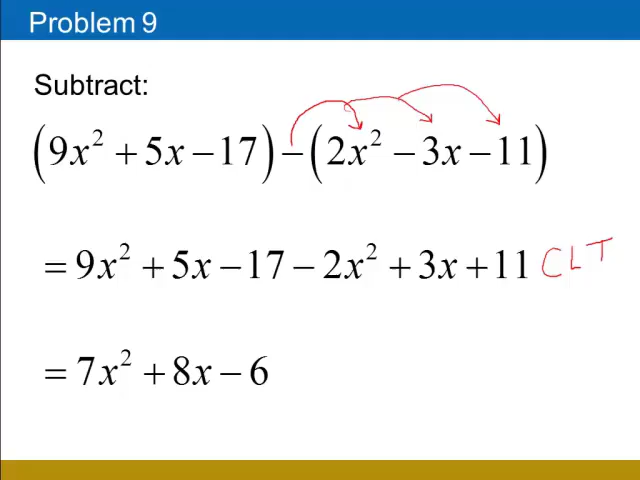 Problem 9
Subtract:
(9x² + 5x − 17) − (2x² − 3x − 11)
= 9x² + 5x − 17 − 2x² + 3x + 11 CLT
= 7x² + 8x − 6